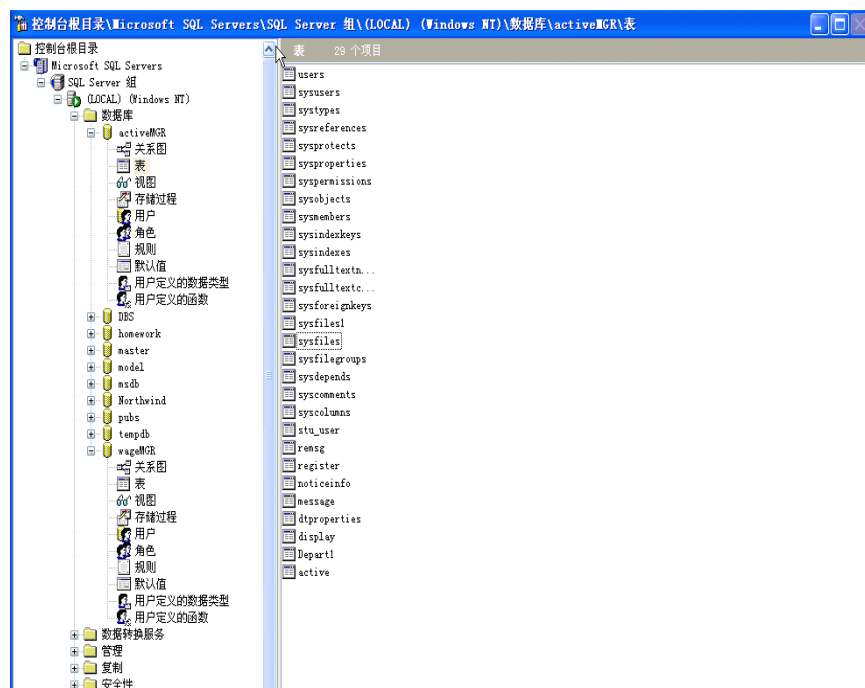 控制台根目录\Microsoft SQL Servers\SQL Server 组\(LOCAL) (Windows NT)\数据库\activeMGR\表
控制台根目录
Microsoft SQL Servers
SQL Server 组
(LOCAL) (Windows NT)
数据库
activeMGR
关系图
表
视图
存储过程
用户
角色
规则
默认值
用户定义的数据类型
用户定义的函数
DBS
homework
master
model
msdb
Northwind
pubs
tempdb
wageMGR
关系图
表
视图
存储过程
用户
角色
规则
默认值
用户定义的数据类型
用户定义的函数
数据转换服务
管理
复制
安全性
表 29 个项目
users
sysusers
systypes
sysreferences
sysprotects
sysproperties
syspermissions
sysobjects
sysmembers
sysindexkeys
sysindexes
sysfulltextn...
sysfulltextc...
sysforeignkeys
sysfiles1
sysfiles
sysfilegroups
sysdepends
syscomments
syscolumns
stu_user
remsg
register
noticeinfo
message
dtproperties
display
Depart1
active